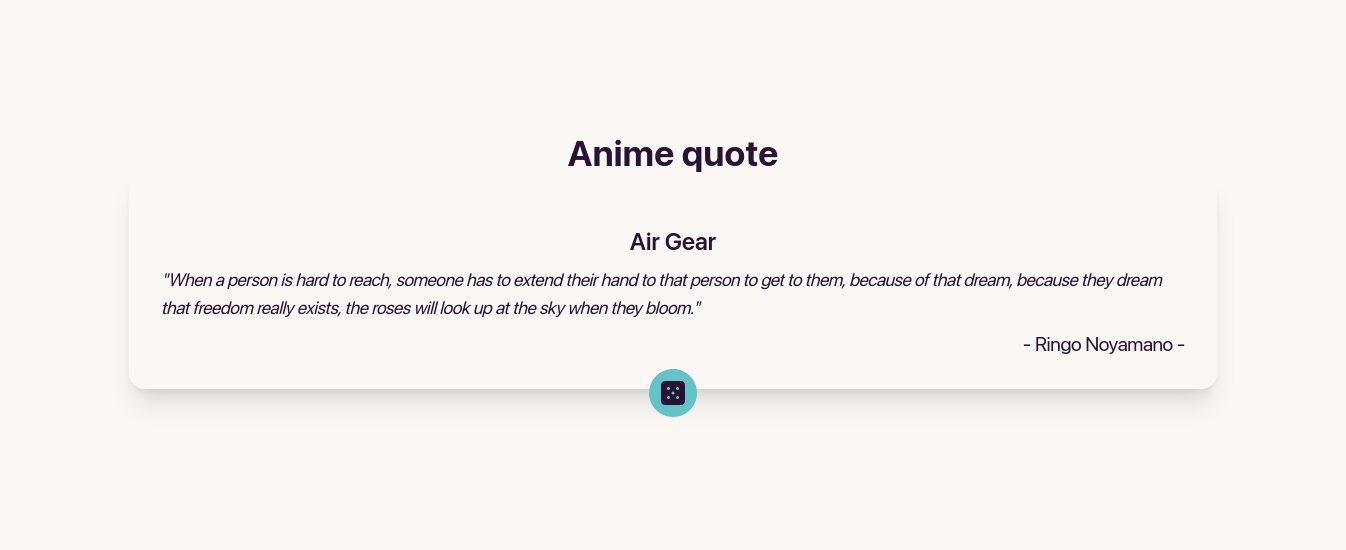 Anime quote
Air Gear
"When a person is hard to reach, someone has to extend their hand to that person to get to them, because of that dream, because they dream
that freedom really exists, the roses will look up at the sky when they bloom."
- Ringo Noyamano -